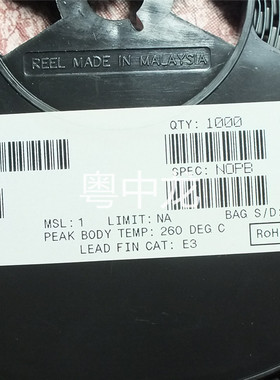 REEL MADE IN MALAYSIA
QTY: 1000
SPEC: NOPB
粤中龙
MSL: 1 LIMIT: NA BAG S/D:
PEAK BODY TEMP: 260 DEG C
LEAD FIN CAT: E3
RoH